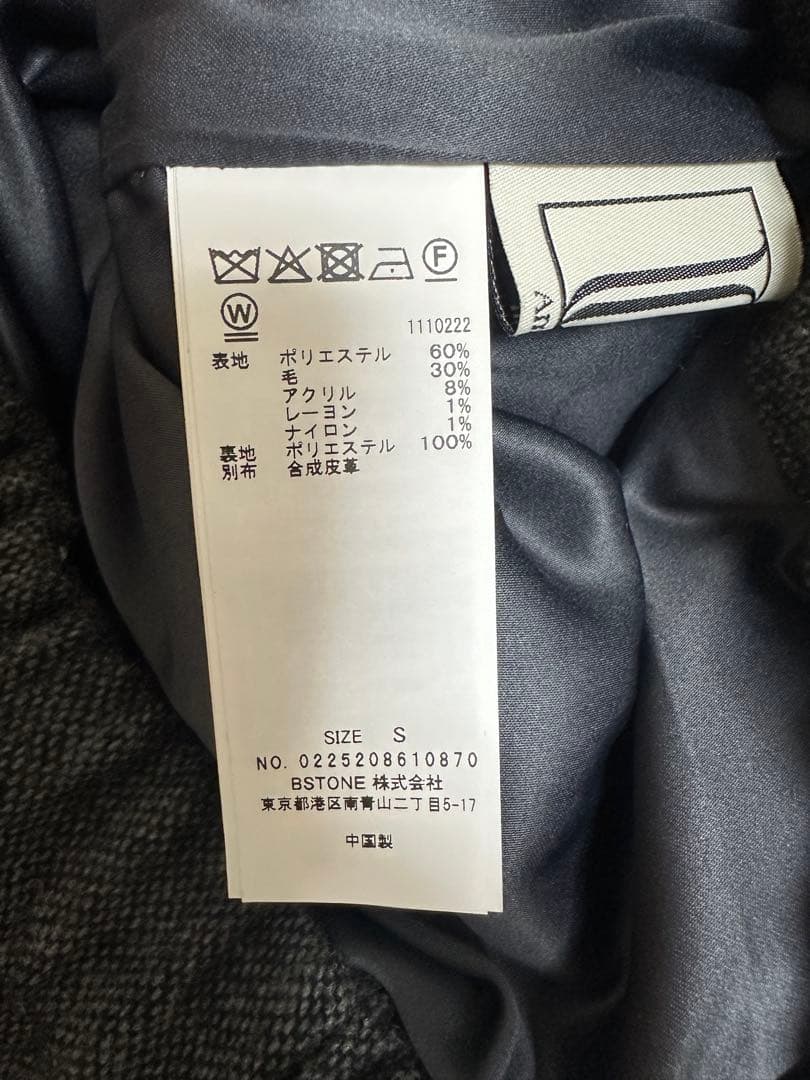 F
W
1110222
表地 ポリエステル 60%
毛 30%
アクリル 8%
レーヨン 1%
ナイロン 1%
裏地 ポリエステル 100%
別布 合成皮革
SIZE S
NO. 0225208610870
BSTONE 株式会社
東京都港区南青山二丁目5-17
中国製